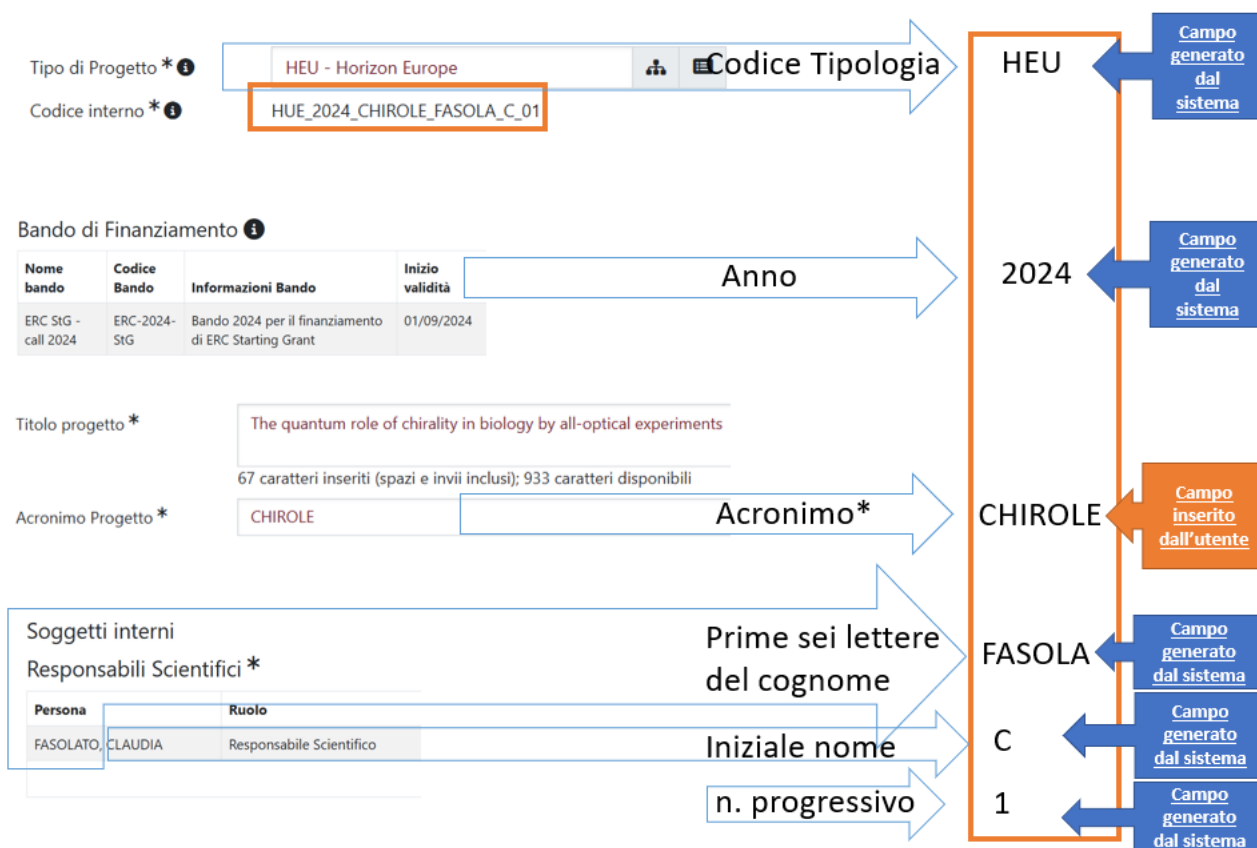 Tipo di Progetto * HEU - Horizon Europe Codice Tipologia HEU
Campo
generato
dal
sistema
Codice interno * HUE_2024_CHIROLE_FASOLA_C_01
Bando di Finanziamento
Nome bando Codice Bando Informazioni Bando Inizio validità
ERC StG - call 2024 ERC-2024-StG Bando 2024 per il finanziamento di ERC Starting Grant 01/09/2024
Anno 2024
Campo
generato
dal
sistema
Titolo progetto * The quantum role of chirality in biology by all-optical experiments
67 caratteri inseriti (spazi e invii inclusi); 933 caratteri disponibili
Acronimo Progetto * CHIROLE Acronimo* CHIROLE
Campo
inserito
dall'utente
Soggetti interni
Responsabili Scientifici *
Persona Ruolo
FASOLATO, CLAUDIA Responsabile Scientifico
Prime sei lettere
del cognome
FASOLA
Campo
generato
dal sistema
Iniziale nome C
Campo
generato
dal sistema
n. progressivo 1
Campo
generato
dal sistema